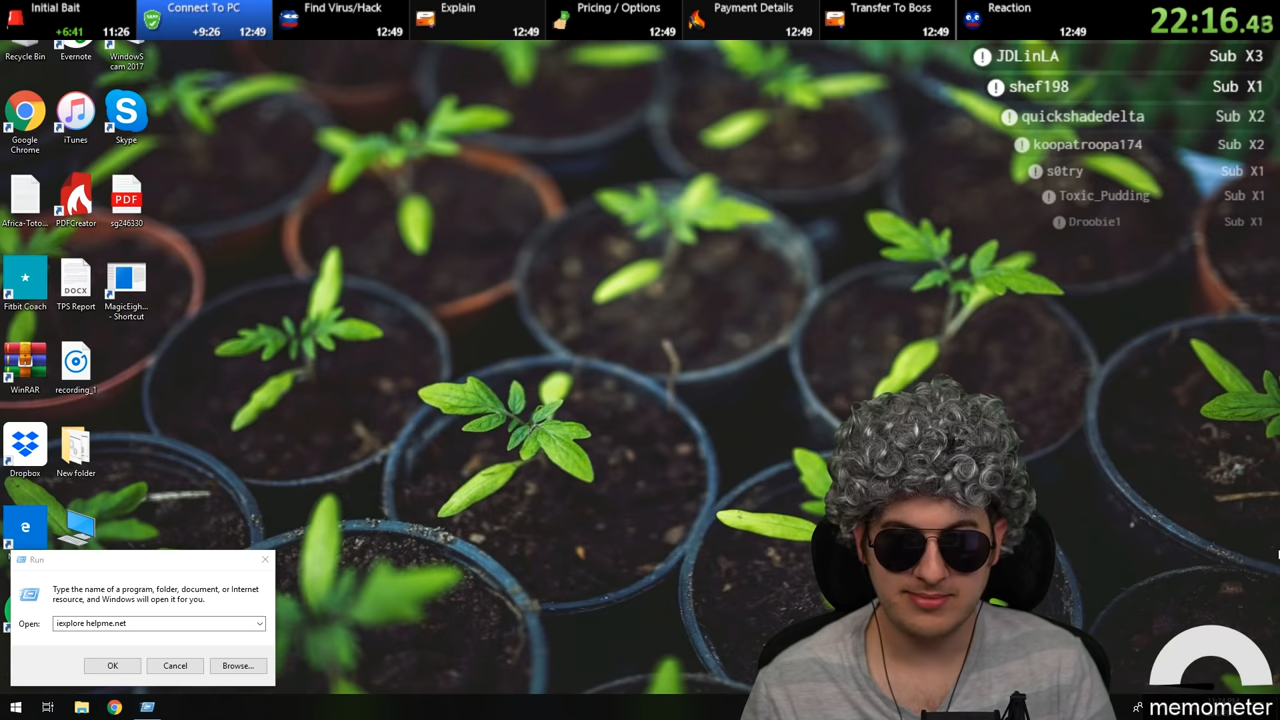 Initial Bait
+6:41 11:26
Connect To PC
+9:26 12:49
Find Virus/Hack
12:49
Explain
12:49
Pricing / Options
12:49
Payment Details
12:49
Transfer To Boss
12:49
Reaction
12:49
22:16.43
JDLinLA Sub X3
shef198 Sub X1
quickshadedelta Sub X2
koopatroopa174 Sub X2
s0try Sub X1
Toxic_Pudding Sub X1
Droobie1 Sub X1
Recycle Bin
Evernote
WindowS
cam 2017
Google
Chrome
iTunes
Skype
Africa-Toto...
PDFCreator
PDF
sg246330
Fitbit Coach
DOCX
TPS Report
MagicEigh...
- Shortcut
WinRAR
recording_1
Dropbox
New folder
e
Run
Type the name of a program, folder, document, or Internet
resource, and Windows will open it for you.
Open: iexplore helpme.net
OK
Cancel
Browse...
memometer